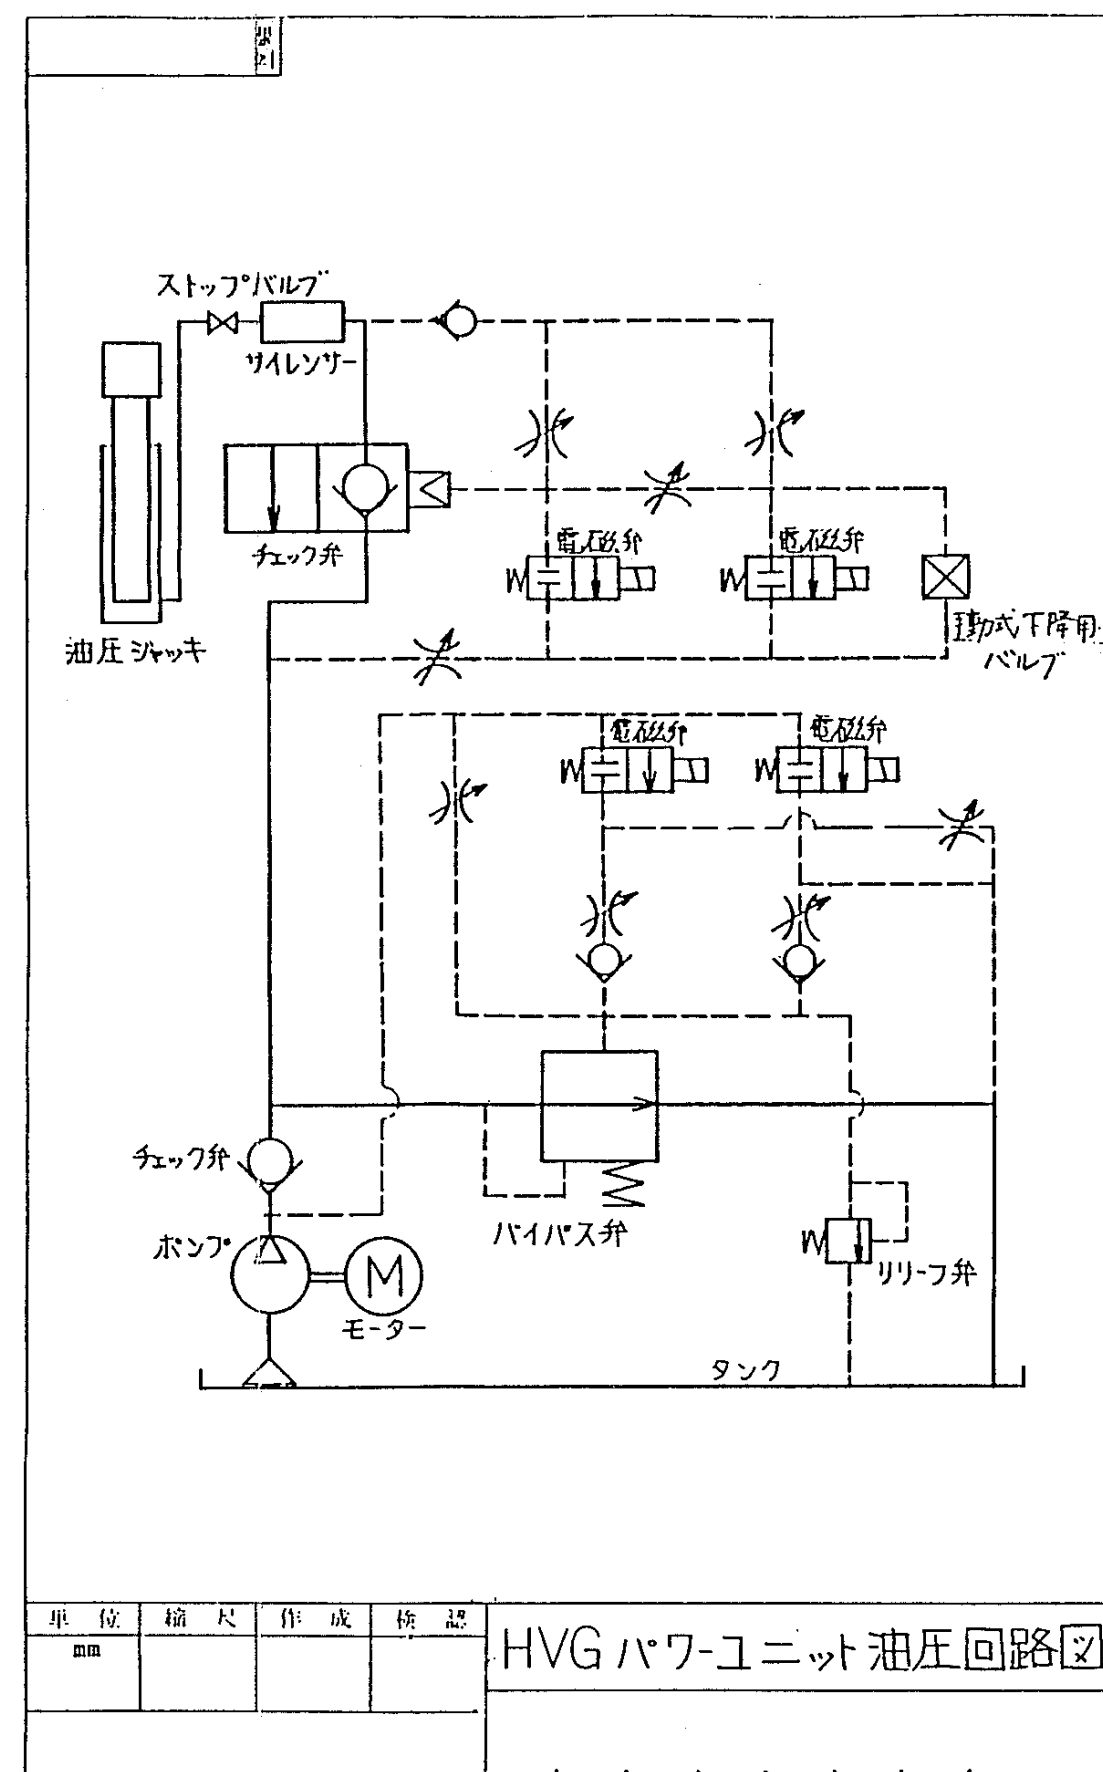 ストップバルブ
サイレンサー
チェック弁
電磁弁
電磁弁
油圧ジャッキ
手動式下降用
バルブ
電磁弁
電磁弁
チェック弁
バイパス弁
ポンプ
M
モーター
リリーフ弁
タンク
単位
縮尺
作成
検認
mm
HVGパワーユニット油圧回路図